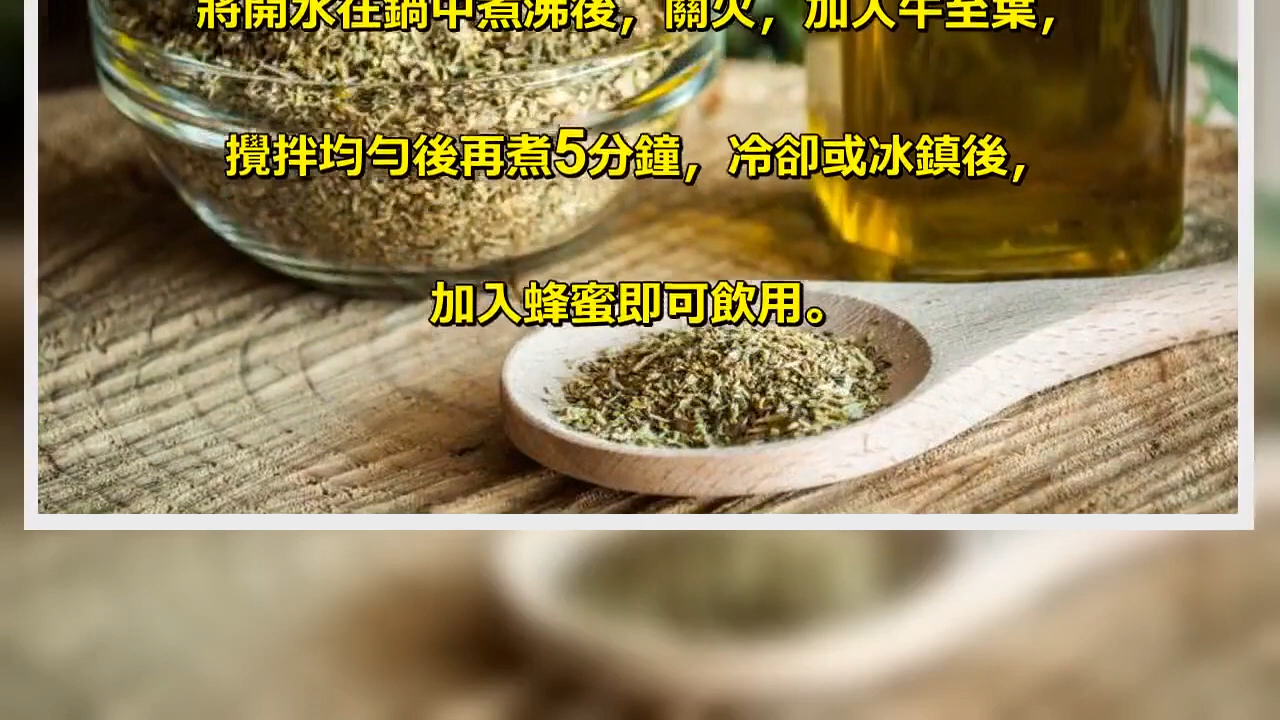 將開水在鍋中煮沸後，關火，加入牛至葉，
攪拌均勻後再煮5分鐘，冷卻或冰鎮後，
加入蜂蜜即可飲用。